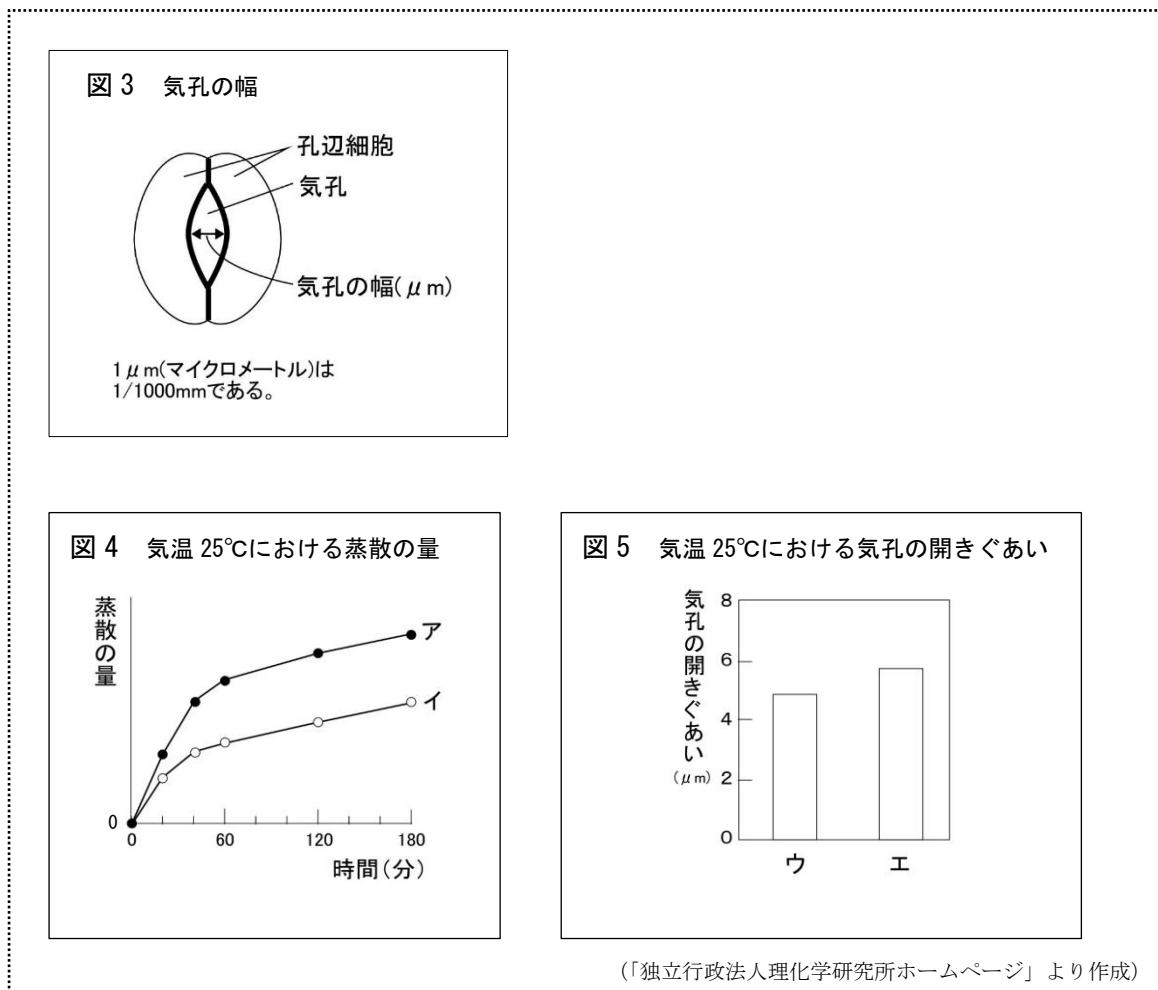 図 3 気孔の幅
孔辺細胞
気孔
気孔の幅(μm)
1μm(マイクロメートル)は
1/1000mmである。
図 4 気温 25℃における蒸散の量
蒸散の量
ア
イ
0
0 60 120 180
時間(分)
図 5 気温 25℃における気孔の開きぐあい
気孔の開きぐあい
(μm)
8
6
4
2
0
ウ エ
(「独立行政法人理化学研究所ホームページ」より作成)